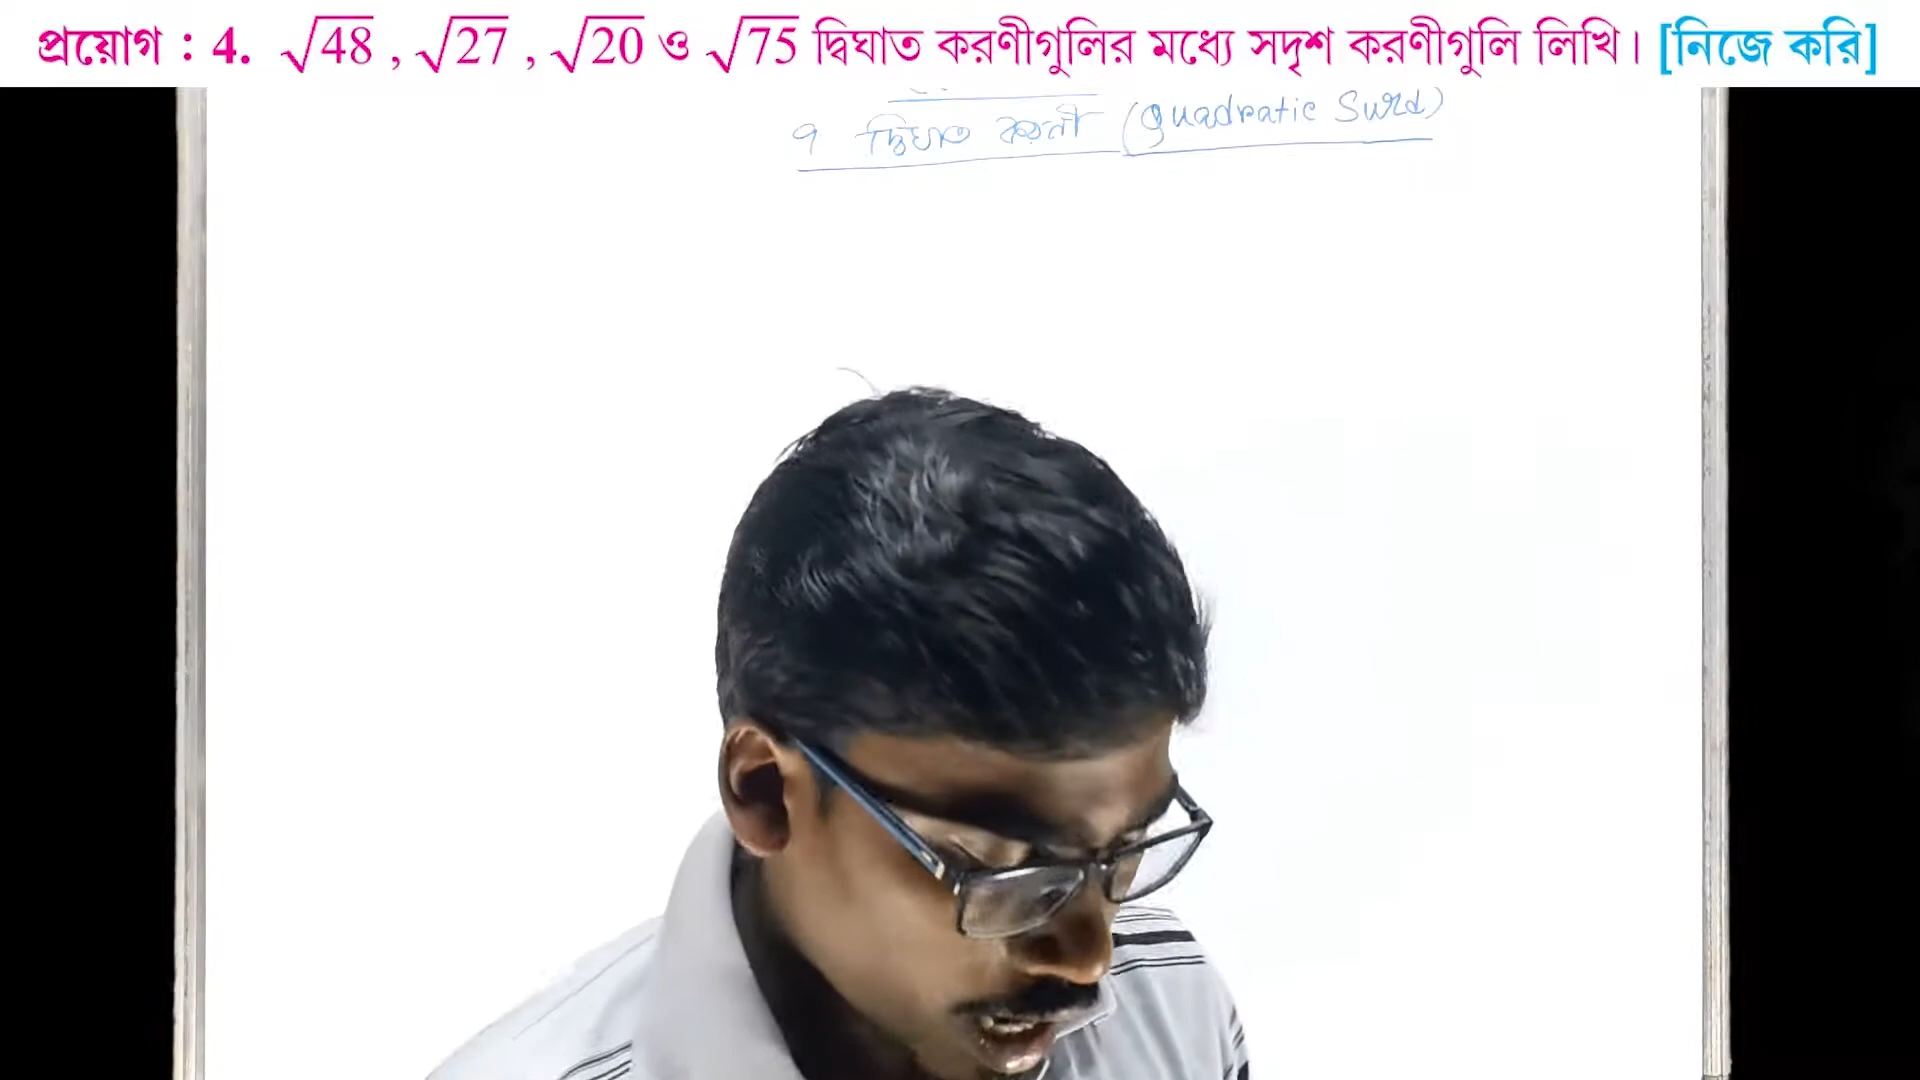 প্রয়োগ : 4. √48 , √27 , √20 ও √75 দ্বিঘাত করণীগুলির মধ্যে সদৃশ করণীগুলি লিখি। [নিজে করি]
৭ দ্বিঘাত করণী (Quadratic Surd)